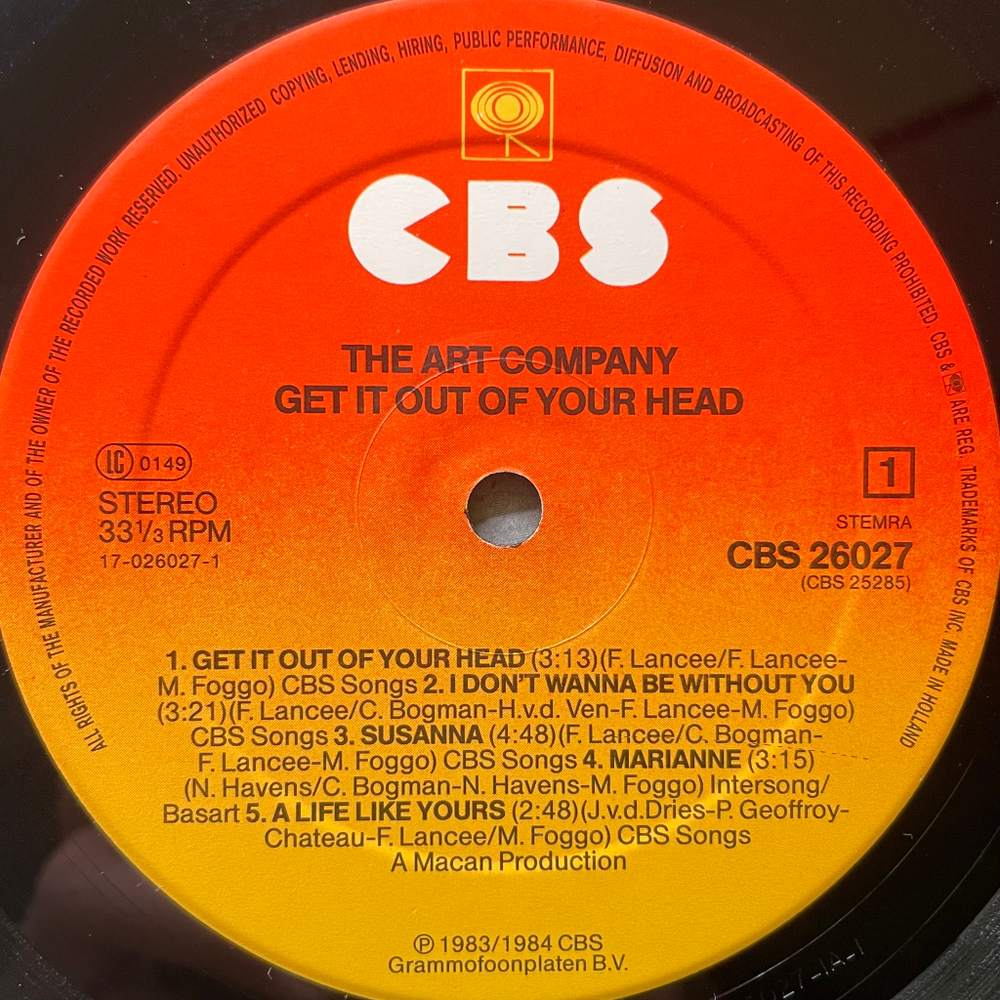 ALL RIGHTS OF THE MANUFACTURER AND OF THE OWNER OF THE RECORDED WORK RESERVED. UNAUTHORIZED COPYING, LENDING, HIRING, PUBLIC PERFORMANCE, DIFFUSION AND BROADCASTING OF THIS RECORDING PROHIBITED. CBS & ARE REG. TRADEMARKS OF CBS INC. MADE IN HOLLAND
CBS
THE ART COMPANY
GET IT OUT OF YOUR HEAD
LC 0149
STEREO
33 1/3 RPM
17-026027-1
1
STEMRA
CBS 26027
(CBS 25285)
1. GET IT OUT OF YOUR HEAD (3:13)(F. Lancee/F. Lancee-
M. Foggo) CBS Songs 2. I DON'T WANNA BE WITHOUT YOU
(3:21)(F. Lancee/C. Bogman-H.v.d. Ven-F. Lancee-M. Foggo)
CBS Songs 3. SUSANNA (4:48)(F. Lancee/C. Bogman-
F. Lancee-M. Foggo) CBS Songs 4. MARIANNE (3:15)
(N. Havens/C. Bogman-N. Havens-M. Foggo) Intersong/
Basart 5. A LIFE LIKE YOURS (2:48)(J.v.d.Dries-P. Geoffroy-
Chateau-F. Lancee/M. Foggo) CBS Songs
A Macan Production
℗ 1983/1984 CBS
Grammofoonplaten B.V.